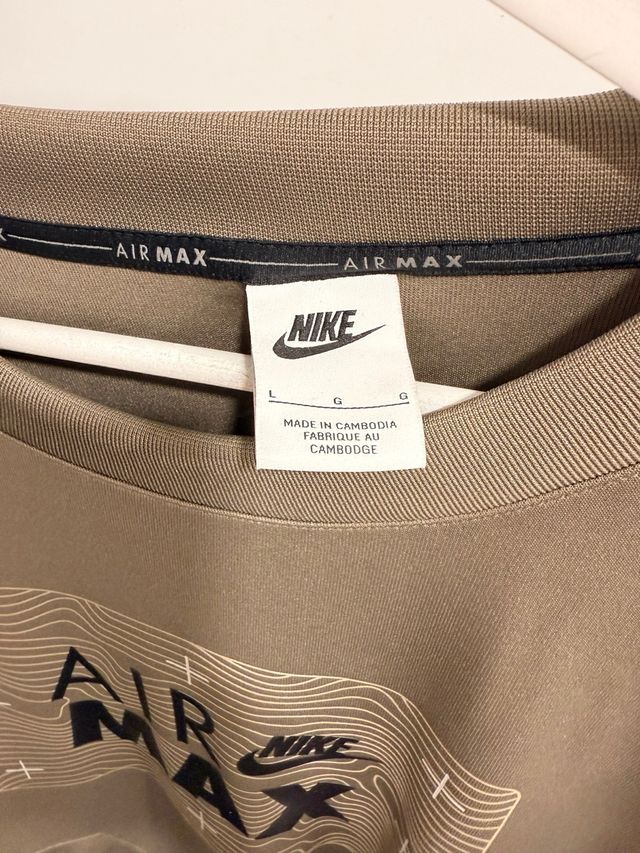 AIR MAX AIR MAX
NIKE
L G G
MADE IN CAMBODIA
FABRIQUE AU
CAMBODGE
AIR
MAX
NIKE